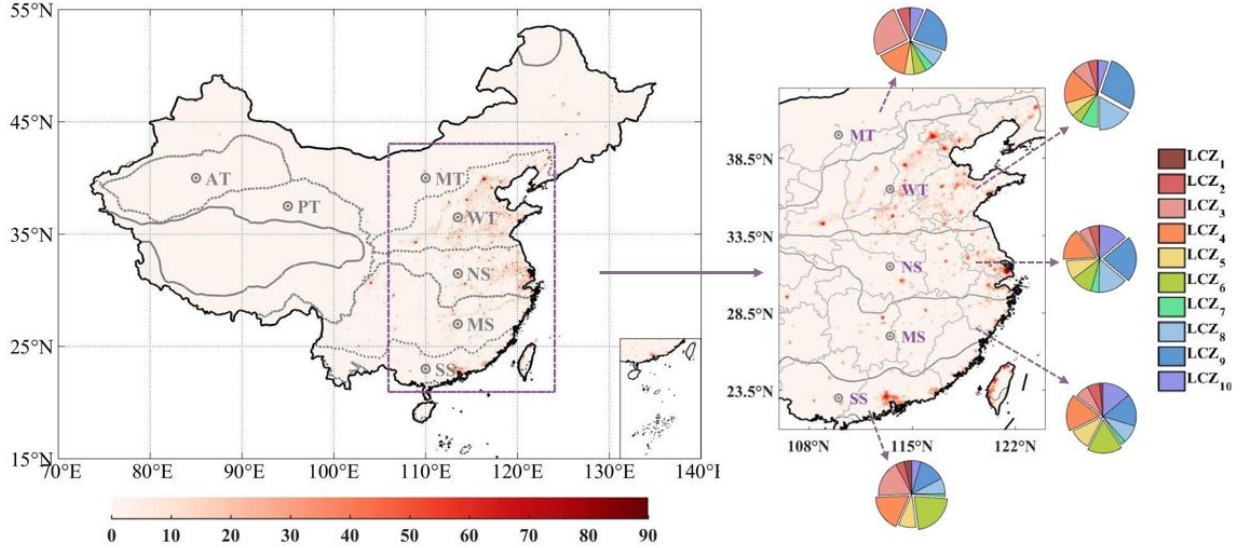 55°N
45°N
35°N
25°N
15°N
70°E 80°E 90°E 100°E 110°E 120°E 130°E 140E
AT
PT
MT
WT
NS
MS
SS
0 10 20 30 40 50 60 70 80 90
38.5°N
33.5°N
28.5°N
23.5°N
108°N 115°N 122°N
MT
WT
NS
MS
SS
LCZ1
LCZ2
LCZ3
LCZ4
LCZ5
LCZ6
LCZ7
LCZ8
LCZ9
LCZ10